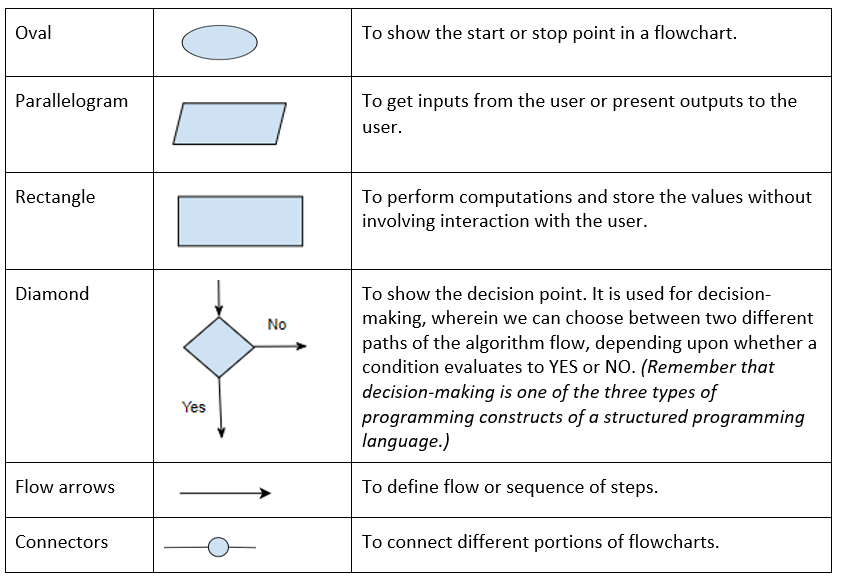 Oval
To show the start or stop point in a flowchart.
Parallelogram
To get inputs from the user or present outputs to the
user.
Rectangle
To perform computations and store the values without
involving interaction with the user.
Diamond
No
Yes
To show the decision point. It is used for decision-
making, wherein we can choose between two different
paths of the algorithm flow, depending upon whether a
condition evaluates to YES or NO. (Remember that
decision-making is one of the three types of
programming constructs of a structured programming
language.)
Flow arrows
To define flow or sequence of steps.
Connectors
To connect different portions of flowcharts.